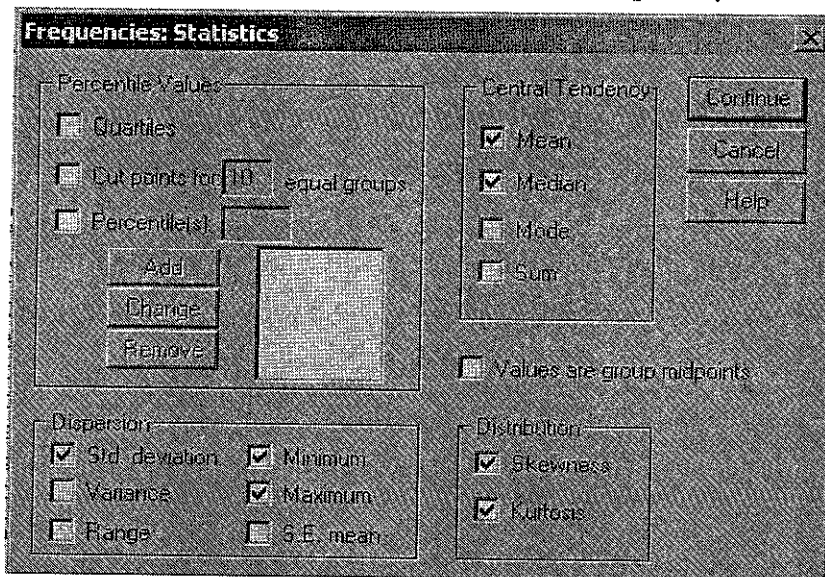 Frequencies: Statistics
Percentile Values
Quartiles
Cut points for 10 equal groups
Percentile(s):
Add
Change
Remove
Central Tendency
Mean
Median
Mode
Sum
Continue
Cancel
Help
Values are group midpoints
Dispersion
Std. deviation
Minimum
Variance
Maximum
Range
S.E. mean
Distribution
Skewness
Kurtosis